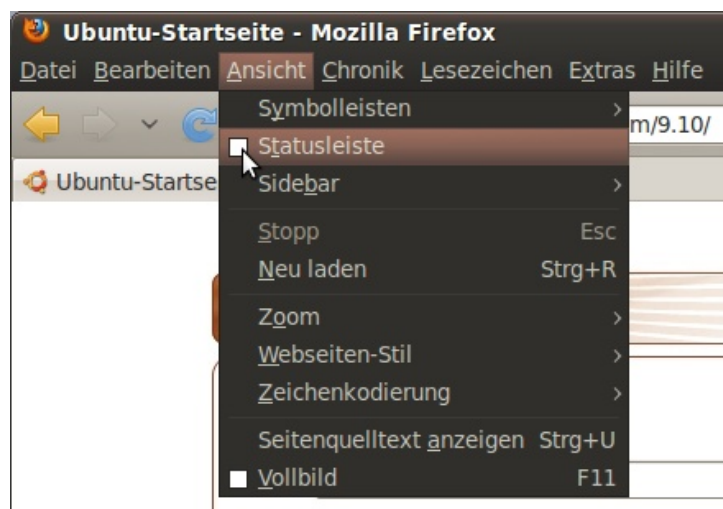 Ubuntu-Startseite - Mozilla Firefox
Datei Bearbeiten Ansicht Chronik Lesezeichen Extras Hilfe
Symbolleisten
m/9.10/
Statusleiste
Ubuntu-Startse
Sidebar
Stopp Esc
Neu laden Strg+R
Zoom
Webseiten-Stil
Zeichenkodierung
Seitenquelltext anzeigen Strg+U
Vollbild F11